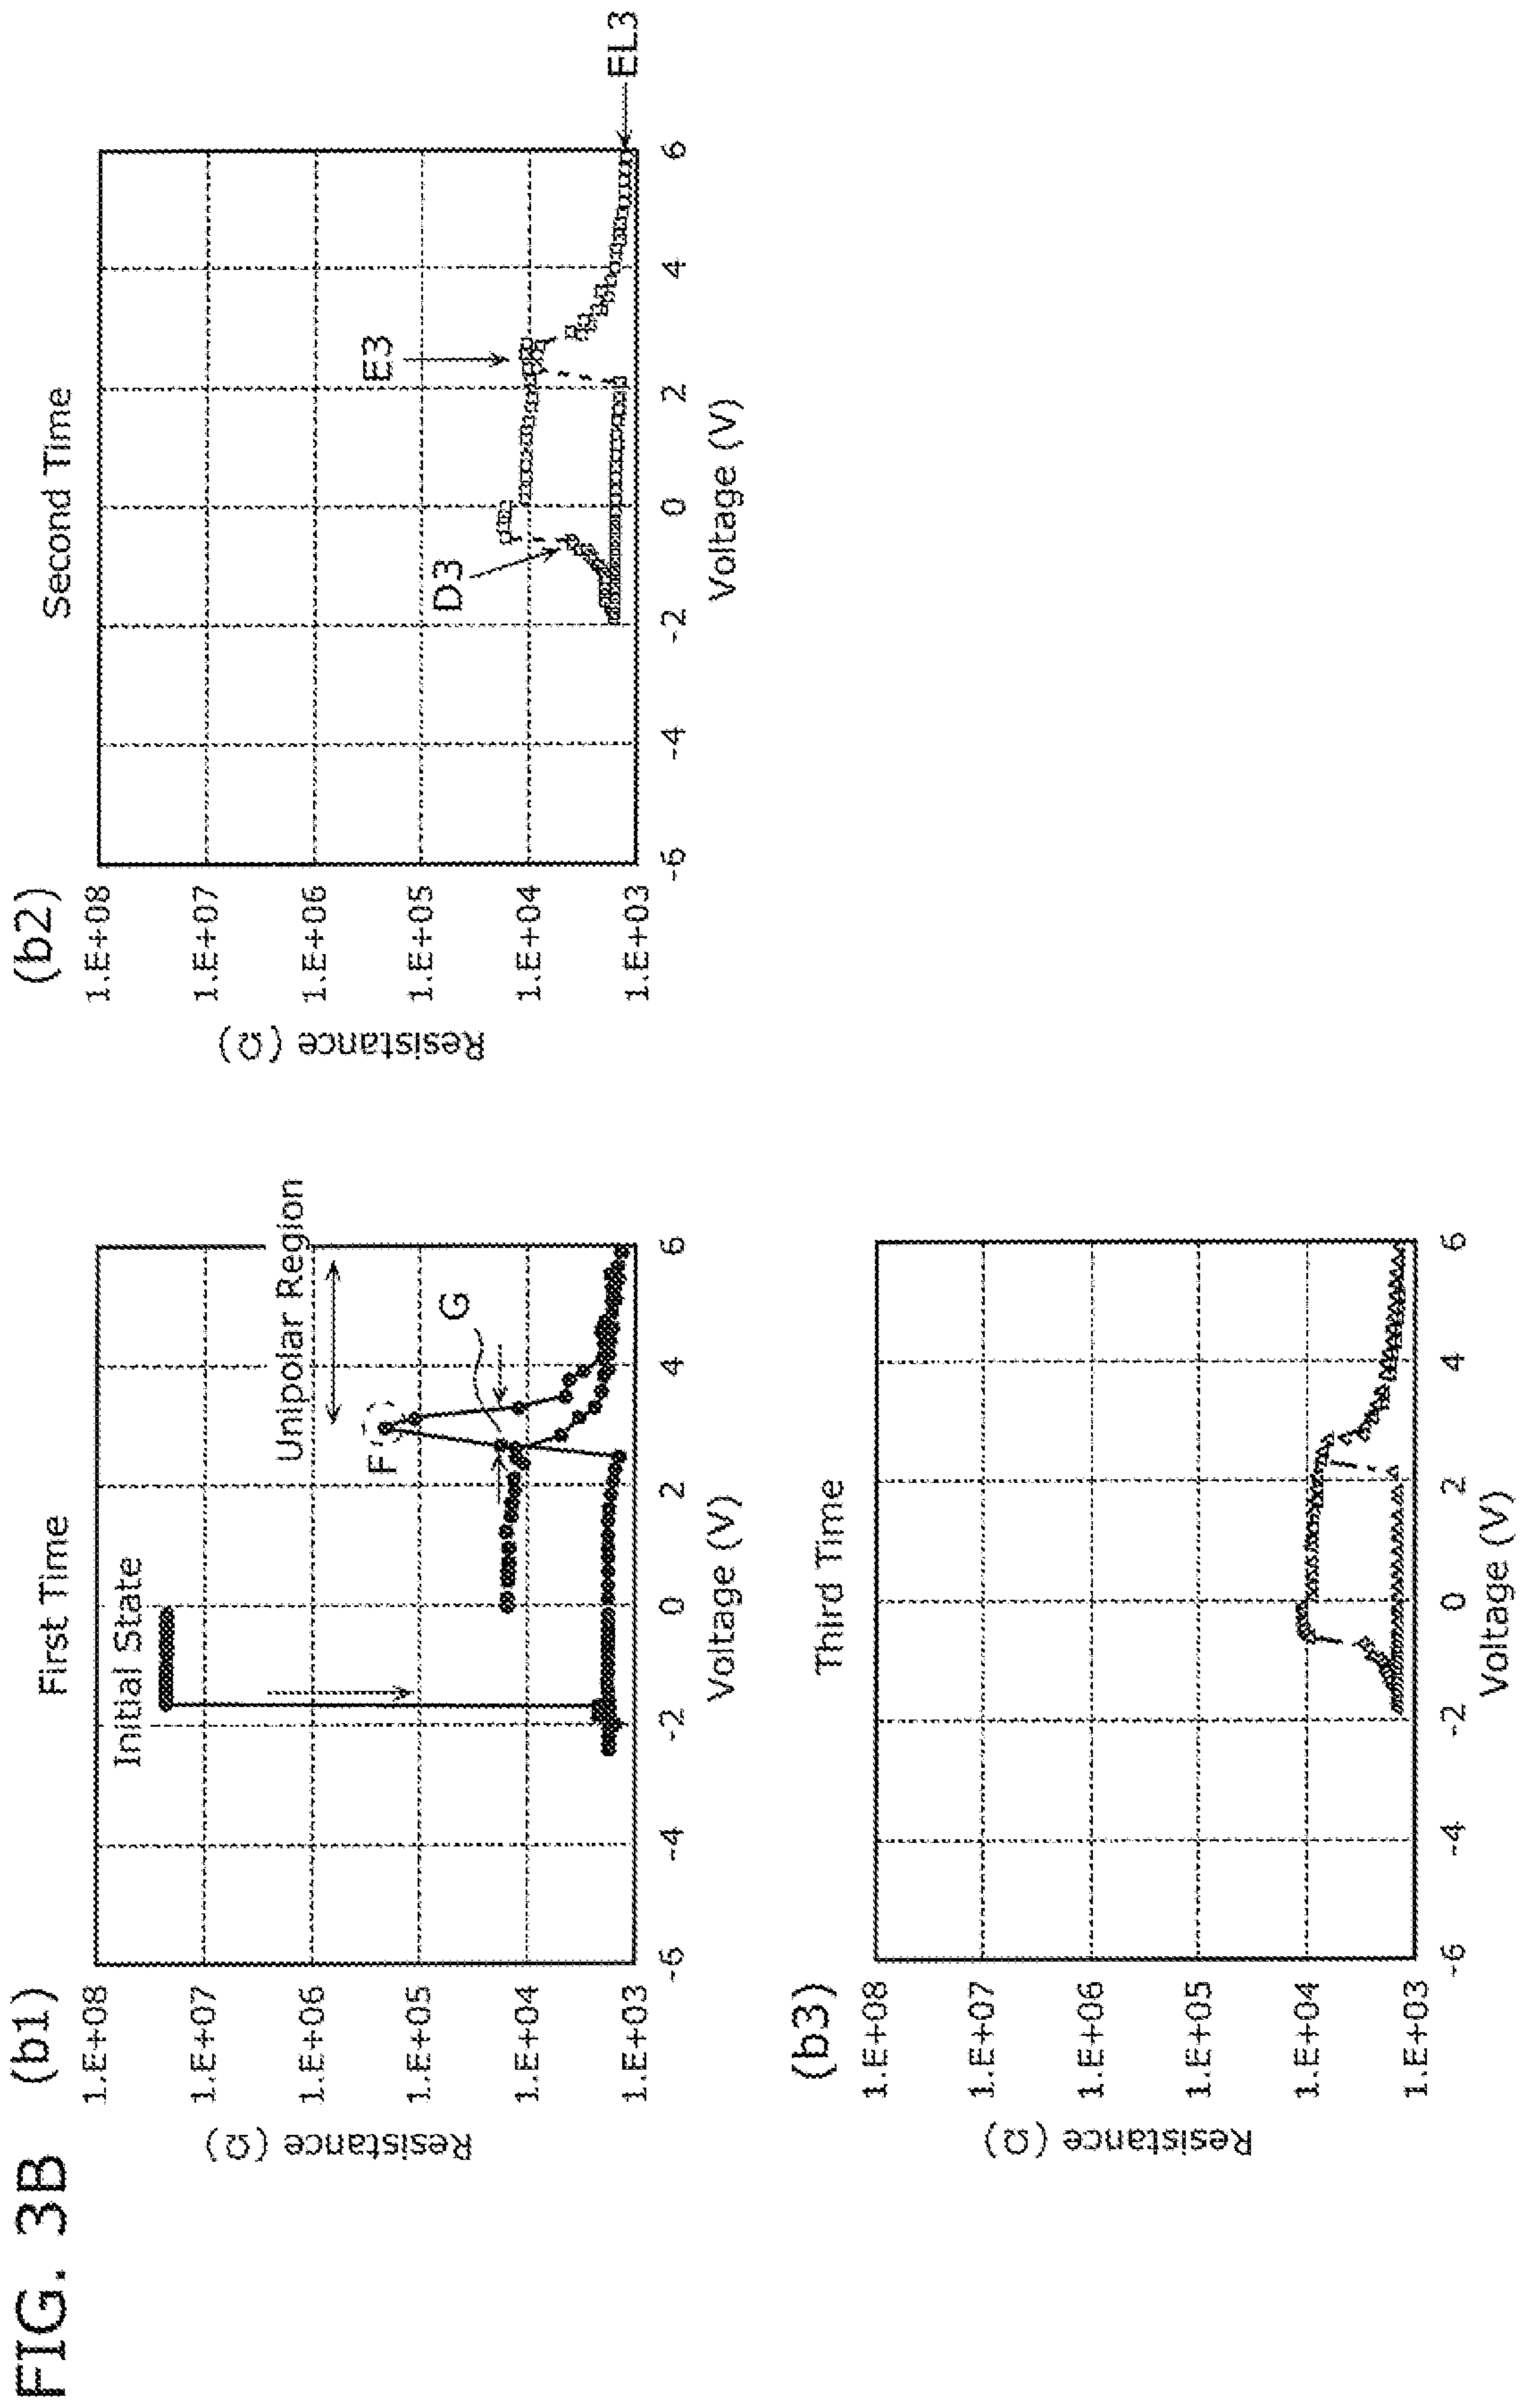 FIG. 3B
(b1)
First Time
Initial State
Unipolar Region
F
G
Resistance (Ω)
1.E+08
1.E+07
1.E+06
1.E+05
1.E+04
1.E+03
-6
-4
-2
0
2
4
6
Voltage (V)
(b2)
Second Time
D3
E3
EL3
Resistance (Ω)
1.E+08
1.E+07
1.E+06
1.E+05
1.E+04
1.E+03
-6
-4
-2
0
2
4
6
Voltage (V)
(b3)
Third Time
Resistance (Ω)
1.E+08
1.E+07
1.E+06
1.E+05
1.E+04
1.E+03
-6
-4
-2
0
2
4
6
Voltage (V)